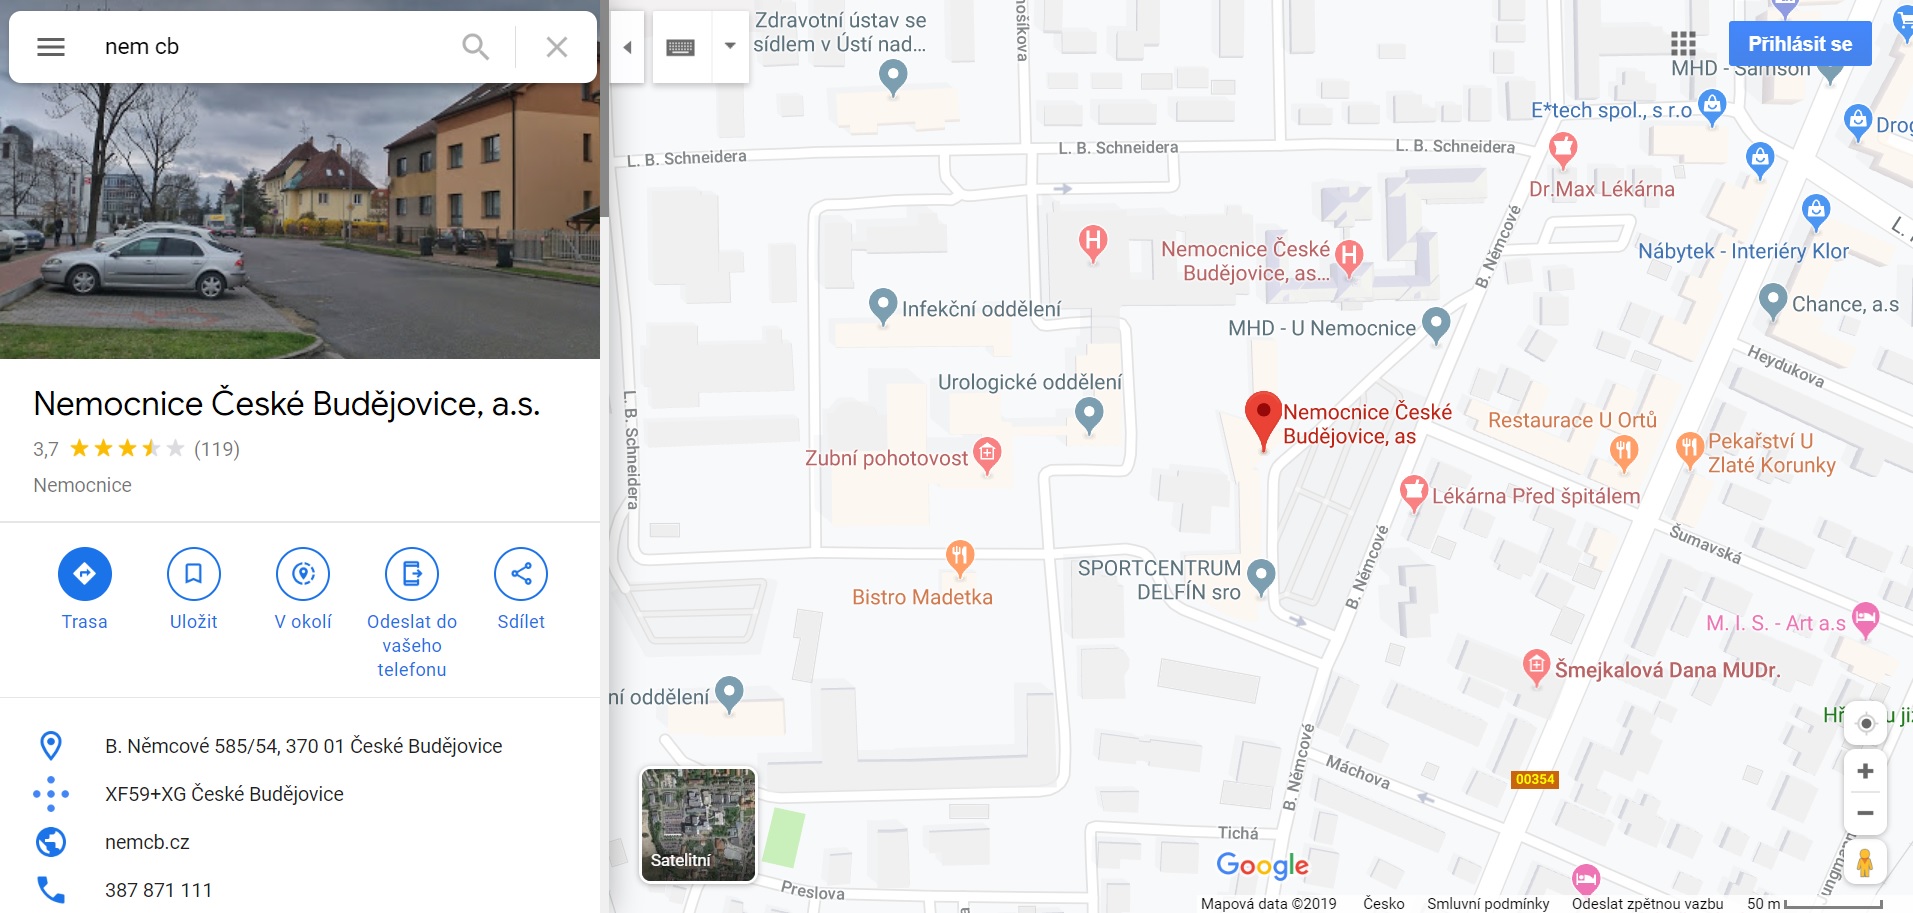 nem cb
Nemocnice České Budějovice, a.s.
3,7 (119)
Nemocnice
Trasa
Uložit
V okolí
Odeslat do
vašeho
telefonu
Sdílet
B. Němcové 585/54, 370 01 České Budějovice
XF59+XG České Budějovice
nemcb.cz
387 871 111
Zdravotní ústav se
sídlem v Ústí nad...
Přihlásit se
MHD - Samson
E*tech spol., s r.o
L. B. Schneidera
L. B. Schneidera
L. B. Schneidera
Dr.Max Lékárna
Nemocnice České
Budějovice, as...
B. Němcové
Nábytek - Interiéry Klor
Infekční oddělení
MHD - U Nemocnice
Chance, a.s
Heydukova
Urologické oddělení
L. B. Schneidera
Nemocnice České
Budějovice, as
Restaurace U Ortů
Pekařství U
Zlaté Korunky
Zubní pohotovost
Lékárna Před špitálem
Šumavská
B. Němcové
SPORTCENTRUM
DELFÍN sro
Bistro Madetka
M. I. S. - Art a.s
Šmejkalová Dana MUDr.
ní oddělení
B. Němcové
Máchova
00354
Satelitní
Tichá
Google
Preslova
Mapová data ©2019 Česko Smluvní podmínky Odeslat zpětnou vazbu 50 m